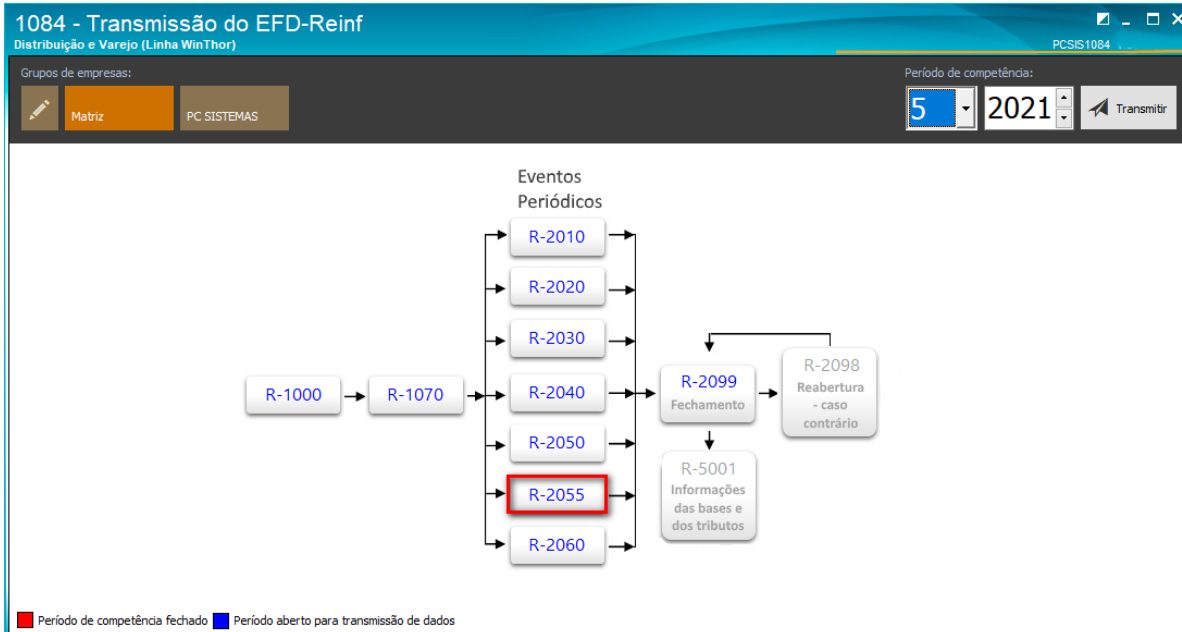 1084 - Transmissão do EFD-Reinf
Distribuição e Varejo (Linha WinThor)
PCSIS1084
Grupos de empresas:
Período de competência:
Matriz
PC SISTEMAS
5
2021
Transmitir
Eventos
Periódicos
R-2010
R-2020
R-2030
R-1000
R-1070
R-2040
R-2050
R-2055
R-2060
R-2099
Fechamento
R-2098
Reabertura
- caso
contrário
R-5001
Informações
das bases e
dos tributos
Período de competência fechado
Período aberto para transmissão de dados